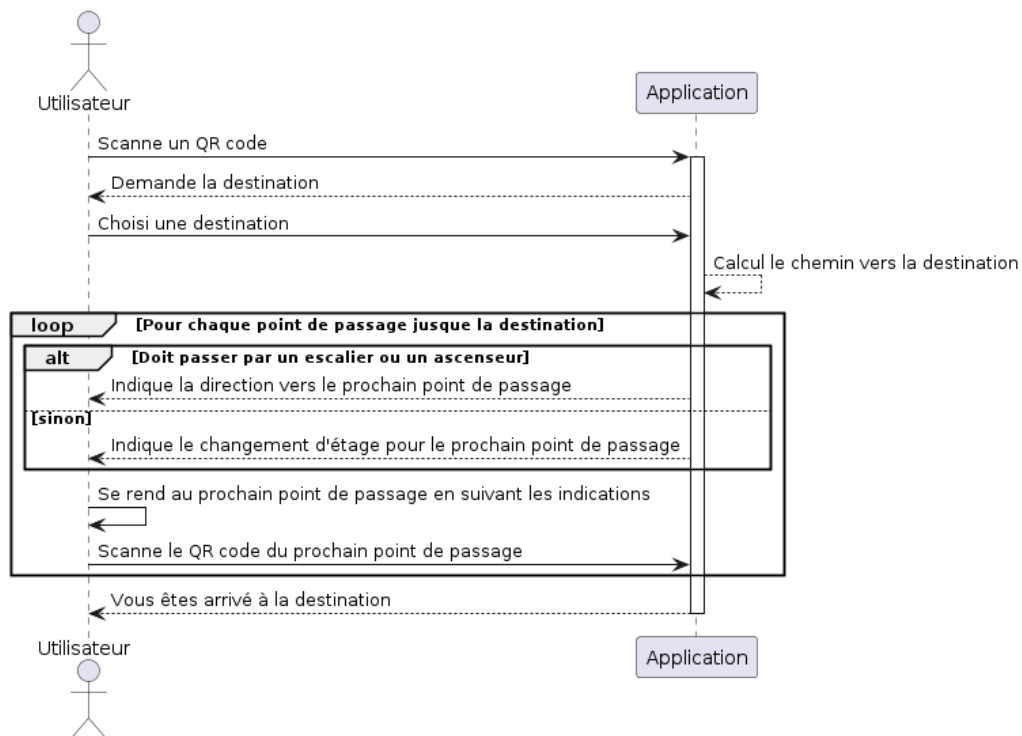 Utilisateur
Application
Scanne un QR code
Demande la destination
Choisi une destination
Calcul le chemin vers la destination
loop [Pour chaque point de passage jusque la destination]
alt [Doit passer par un escalier ou un ascenseur]
Indique la direction vers le prochain point de passage
[sinon]
Indique le changement d'étage pour le prochain point de passage
Se rend au prochain point de passage en suivant les indications
Scanne le QR code du prochain point de passage
Vous êtes arrivé à la destination
Utilisateur
Application